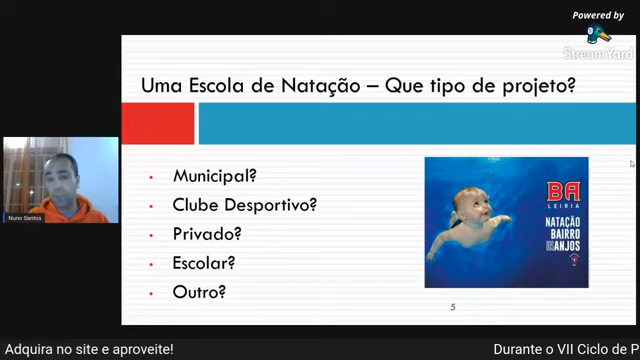 Powered by
StreamYard
Uma Escola de Natação – Que tipo de projeto?
• Municipal?
• Clube Desportivo?
• Privado?
• Escolar?
• Outro?
BA
LEIRIA
NATAÇÃO
BAIRRO
DOS ANJOS
5
Nuno Santos
Adquira no site e aproveite!
Durante o VII Ciclo de P